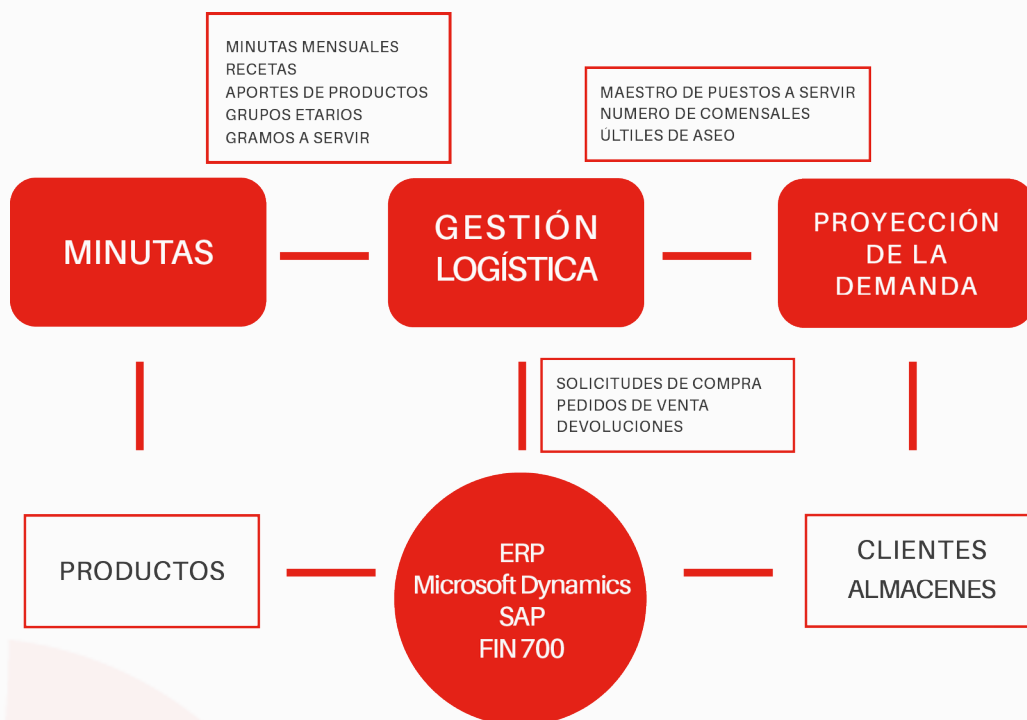 MINUTAS MENSUALES
RECETAS
APORTES DE PRODUCTOS
GRUPOS ETARIOS
GRAMOS A SERVIR
MAESTRO DE PUESTOS A SERVIR
NUMERO DE COMENSALES
ÚLTILES DE ASEO
MINUTAS
GESTIÓN
LOGÍSTICA
PROYECCIÓN
DE LA
DEMANDA
SOLICITUDES DE COMPRA
PEDIDOS DE VENTA
DEVOLUCIONES
PRODUCTOS
ERP
Microsoft Dynamics
SAP
FIN 700
CLIENTES
ALMACENES